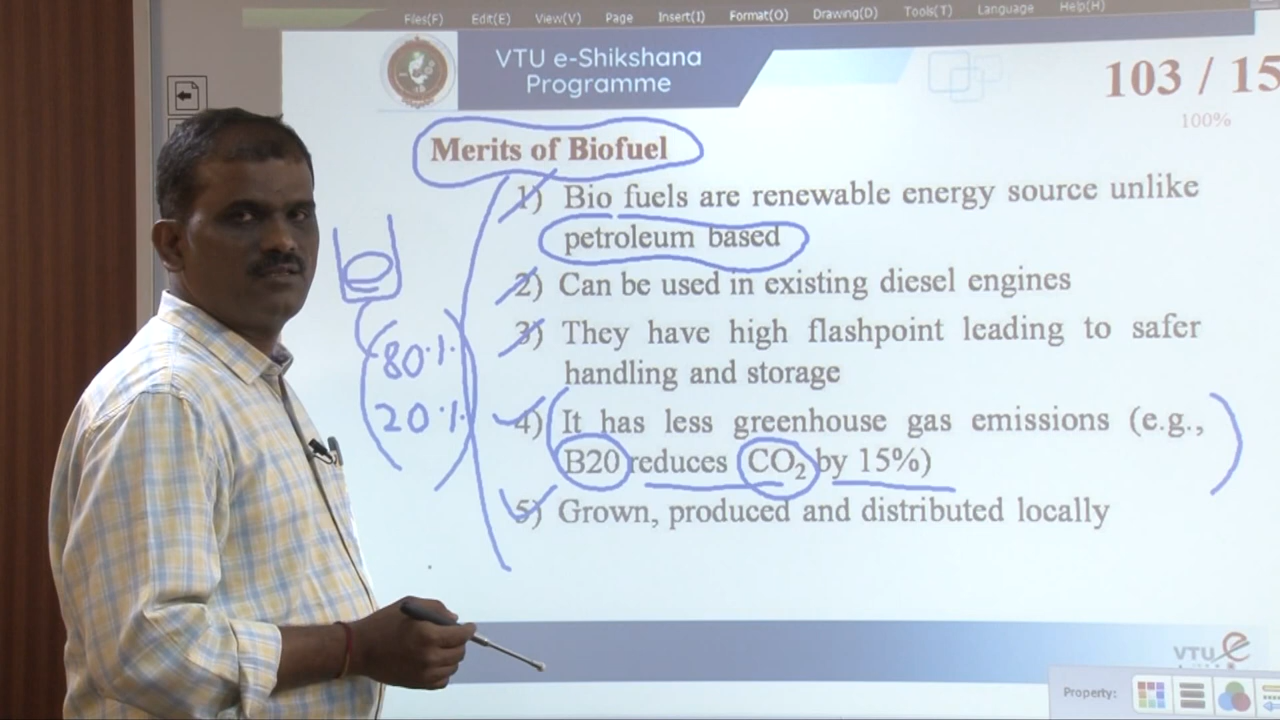 Files(F) Edit(E) View(V) Page Insert(I) Format(O) Drawing(D) Tools(T) Language Help(H)
VTU e-Shikshana
Programme
103 / 15
100%
Merits of Biofuel
1) Bio fuels are renewable energy source unlike
petroleum based
2) Can be used in existing diesel engines
3) They have high flashpoint leading to safer
handling and storage
4) It has less greenhouse gas emissions (e.g.,
B20 reduces CO₂ by 15%)
5) Grown, produced and distributed locally
80%
20%
VTU e
Property: